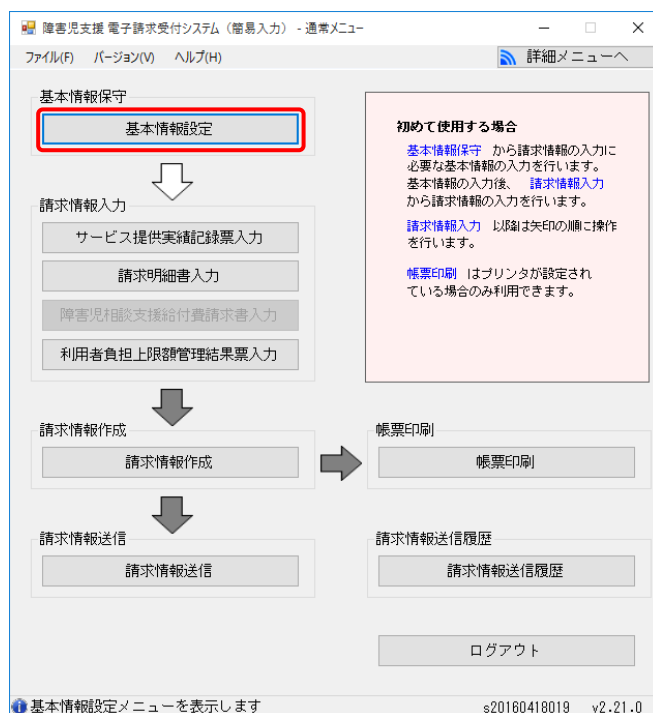 障害児支援 電子請求受付システム（簡易入力） - 通常メニュー
ファイル(F) バージョン(V) ヘルプ(H)
詳細メニューへ
基本情報保守
基本情報設定
請求情報入力
サービス提供実績記録票入力
請求明細書入力
障害児相談支援給付費請求書入力
利用者負担上限額管理結果票入力
初めて使用する場合
基本情報保守 から請求情報の入力に
必要な基本情報の入力を行います。
基本情報の入力後、 請求情報入力
から請求情報の入力を行います。
請求情報入力 以降は矢印の順に操作
を行います。
帳票印刷 はプリンタが設定され
ている場合のみ利用できます。
請求情報作成
請求情報作成
帳票印刷
帳票印刷
請求情報送信
請求情報送信
請求情報送信履歴
請求情報送信履歴
ログアウト
基本情報設定メニューを表示します
s20160418019 v2.21.0